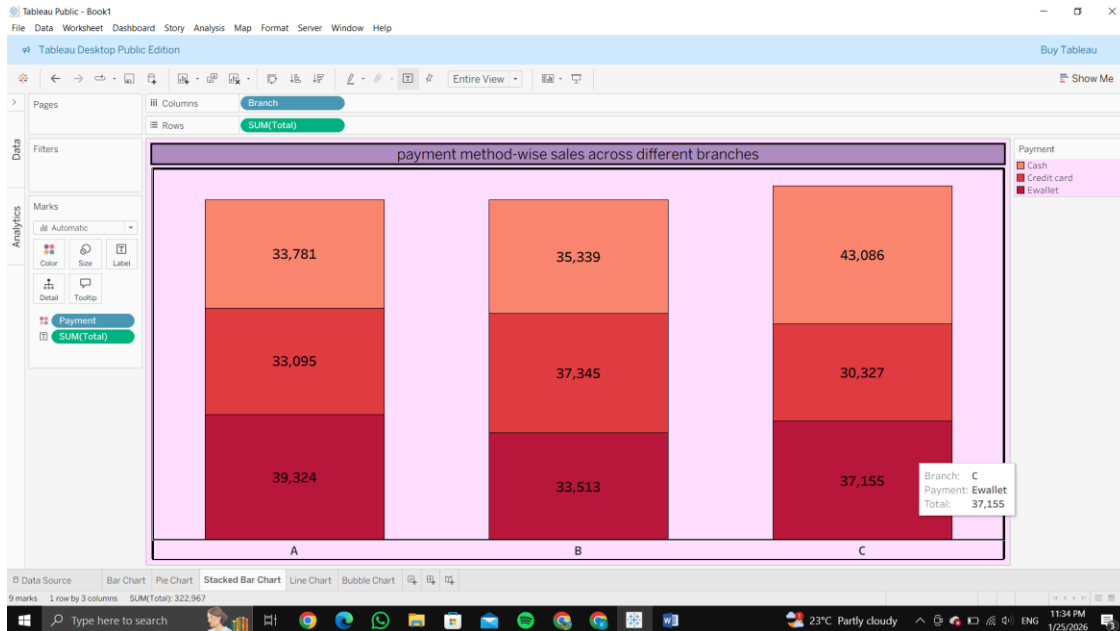 Tableau Public - Book1
File Data Worksheet Dashboard Story Analysis Map Format Server Window Help
Tableau Desktop Public Edition Buy Tableau
Entire View Show Me
Pages
Columns Branch
Rows SUM(Total)
Data
Analytics
Filters
Marks
Automatic
Color Size Label
Detail Tooltip
Payment
SUM(Total)
payment method-wise sales across different branches
33,781 35,339 43,086
33,095 37,345 30,327
39,324 33,513 37,155
A B C
Branch: C
Payment: Ewallet
Total: 37,155
Payment
Cash
Credit card
Ewallet
Data Source Bar Chart Pie Chart Stacked Bar Chart Line Chart Bubble Chart
9 marks 1 row by 3 columns SUM(Total): 322,967
Type here to search
23°C Partly cloudy ENG
11:34 PM
1/25/2026